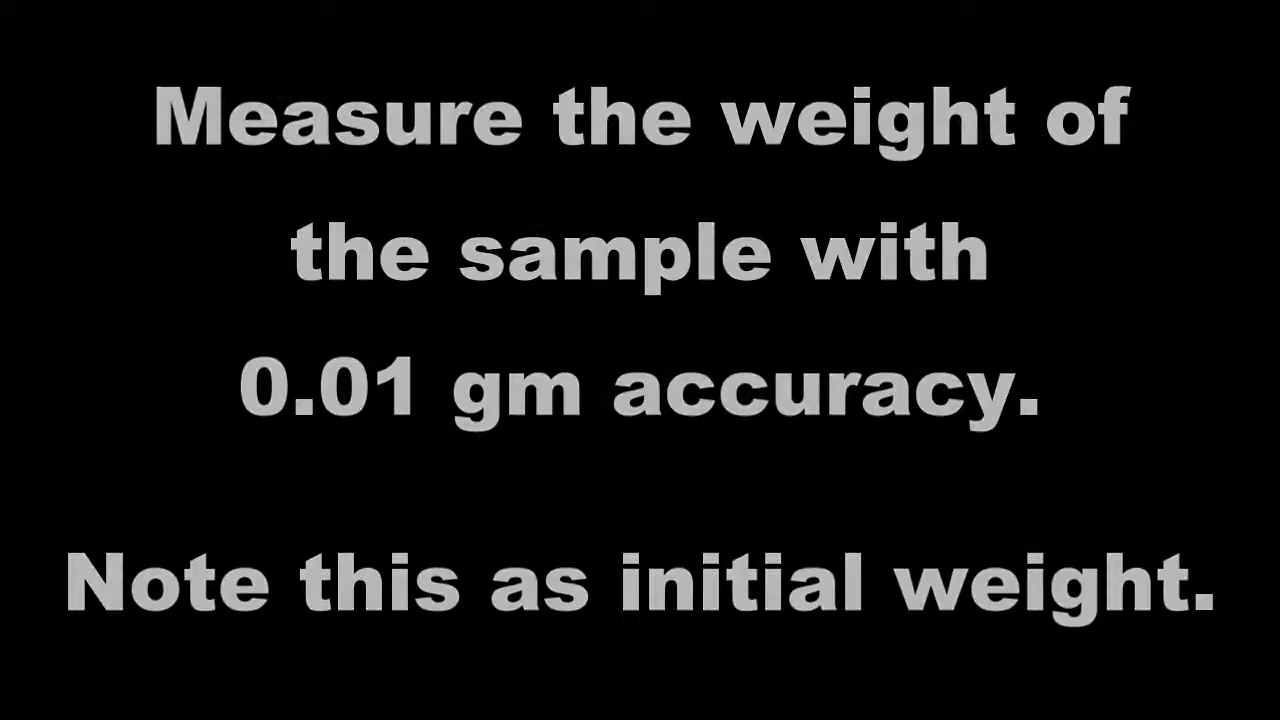 Measure the weight of
the sample with
0.01 gm accuracy.
Note this as initial weight.